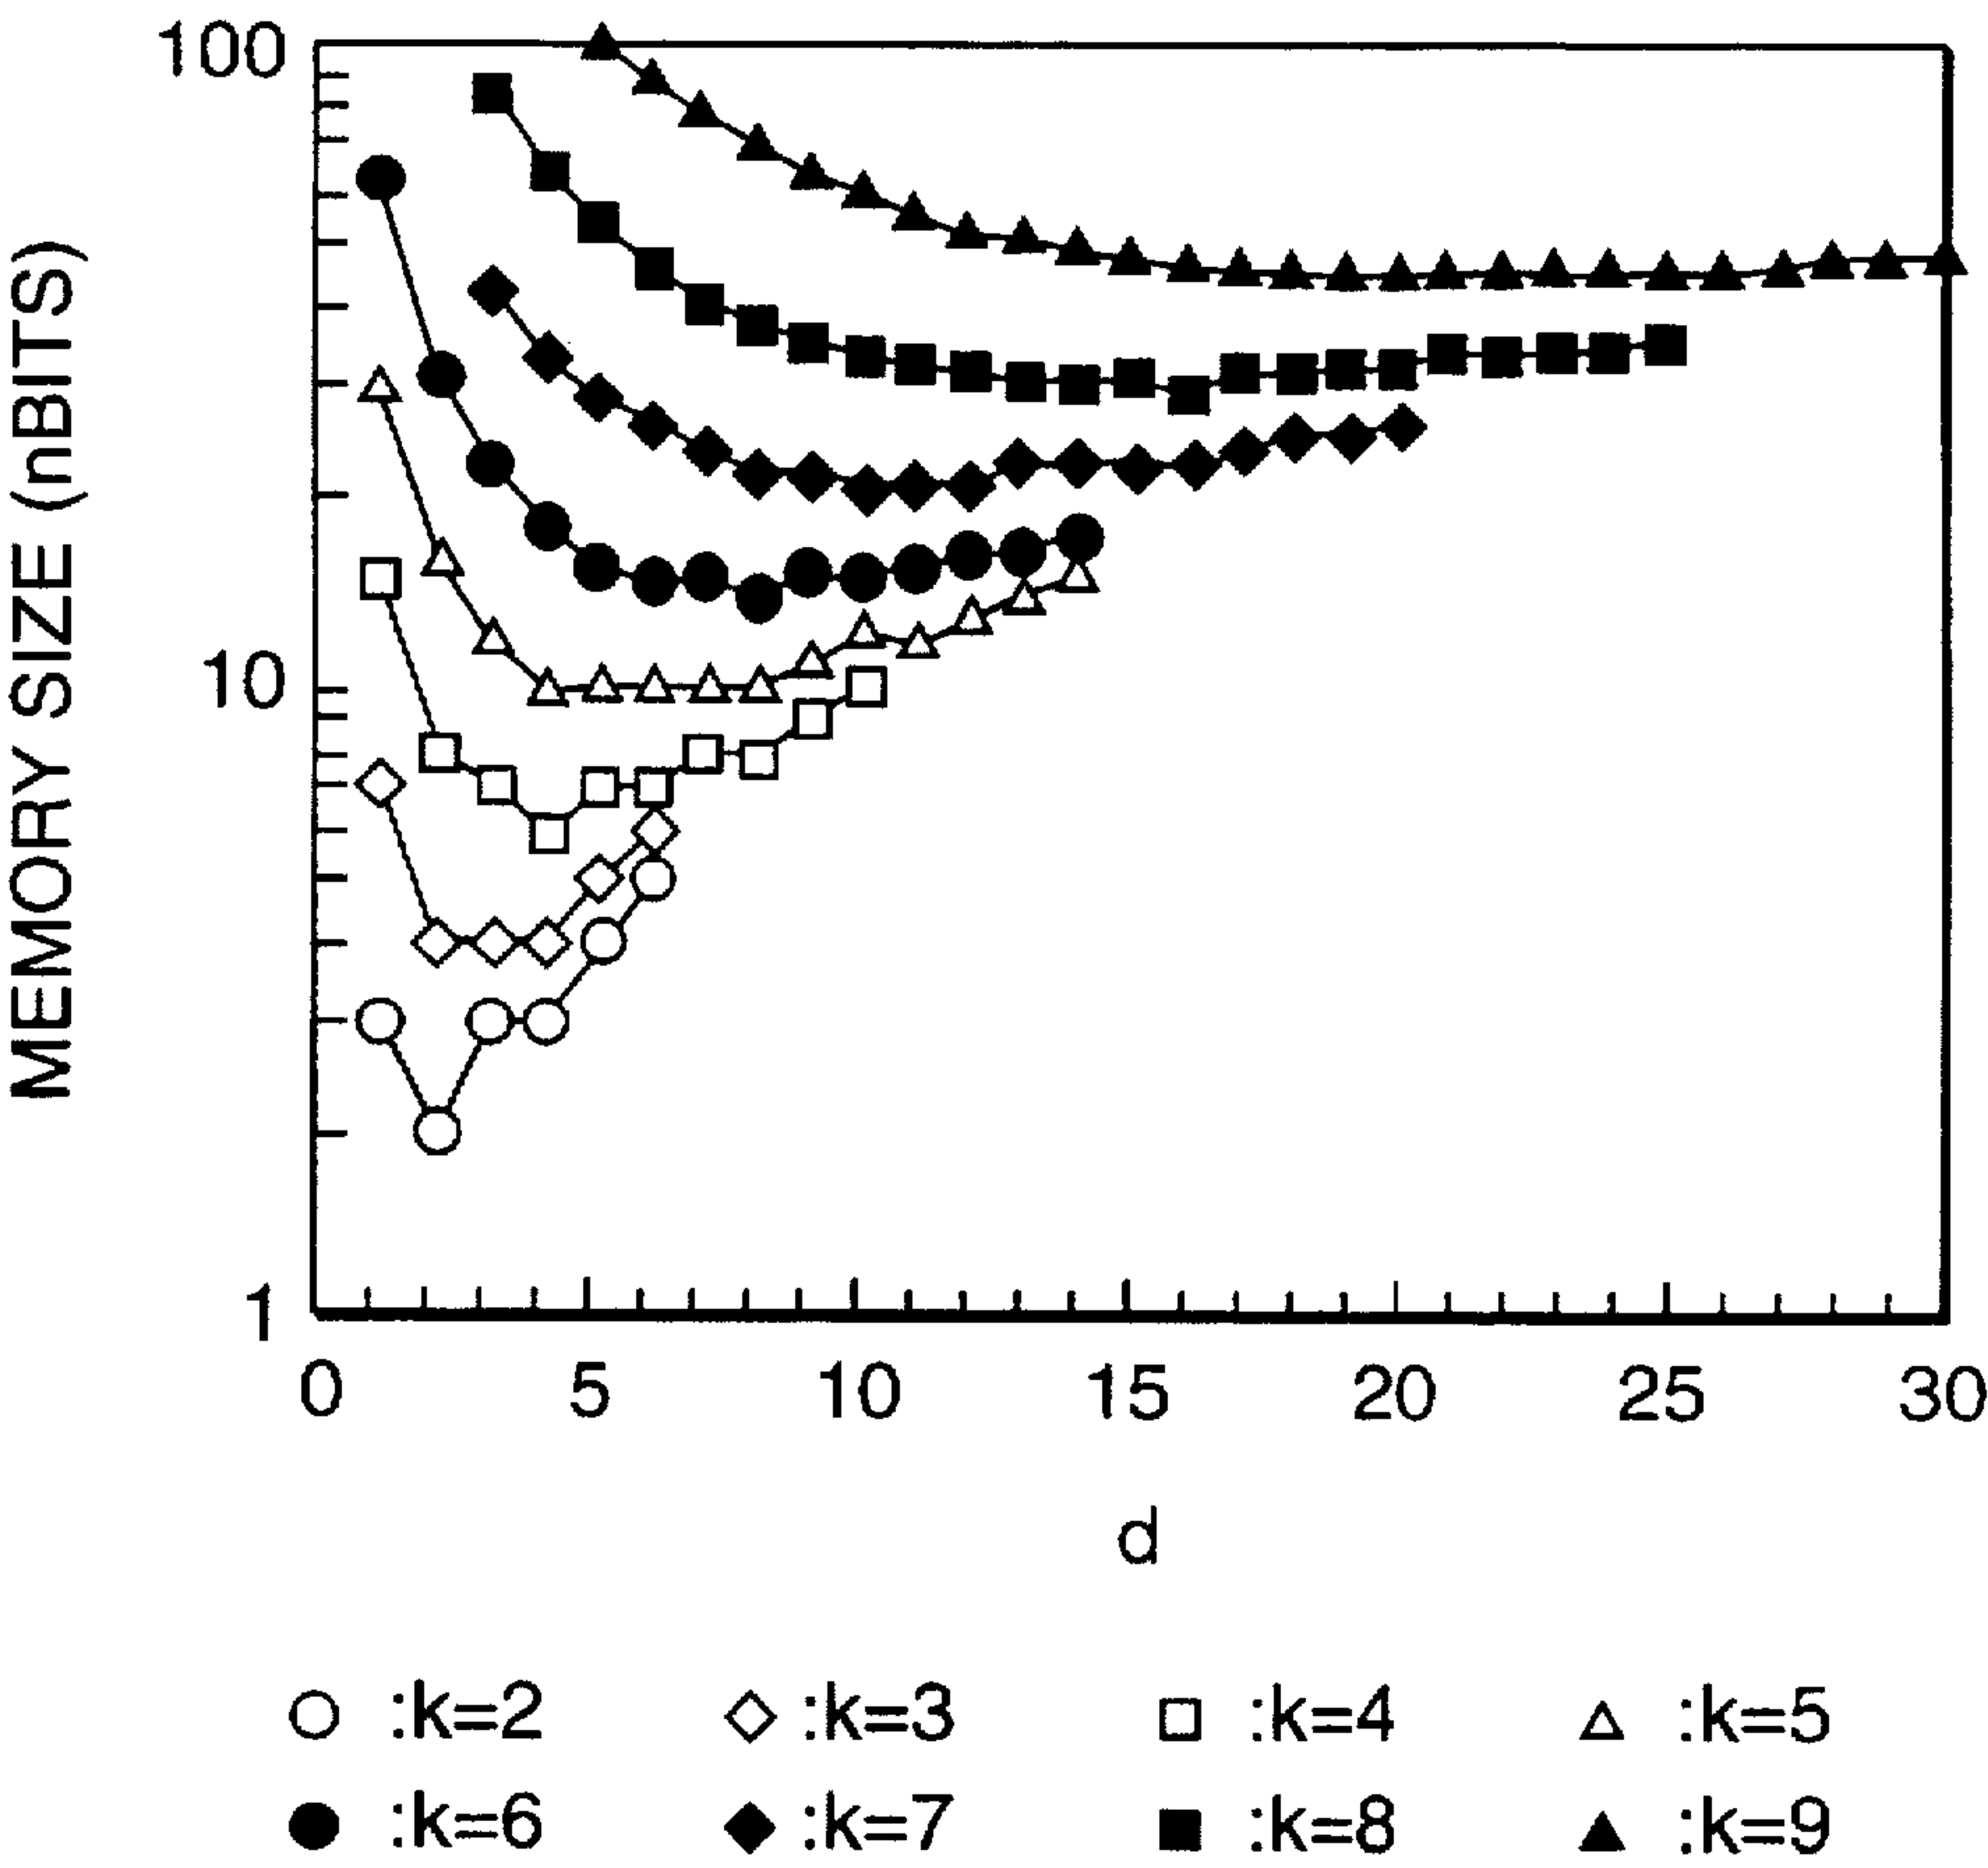 100
10
1
MEMORY SIZE (nBITS)
0 5 10 15 20 25 30
d
:k=2 :k=3 :k=4 :k=5
:k=6 :k=7 :k=8 :k=9